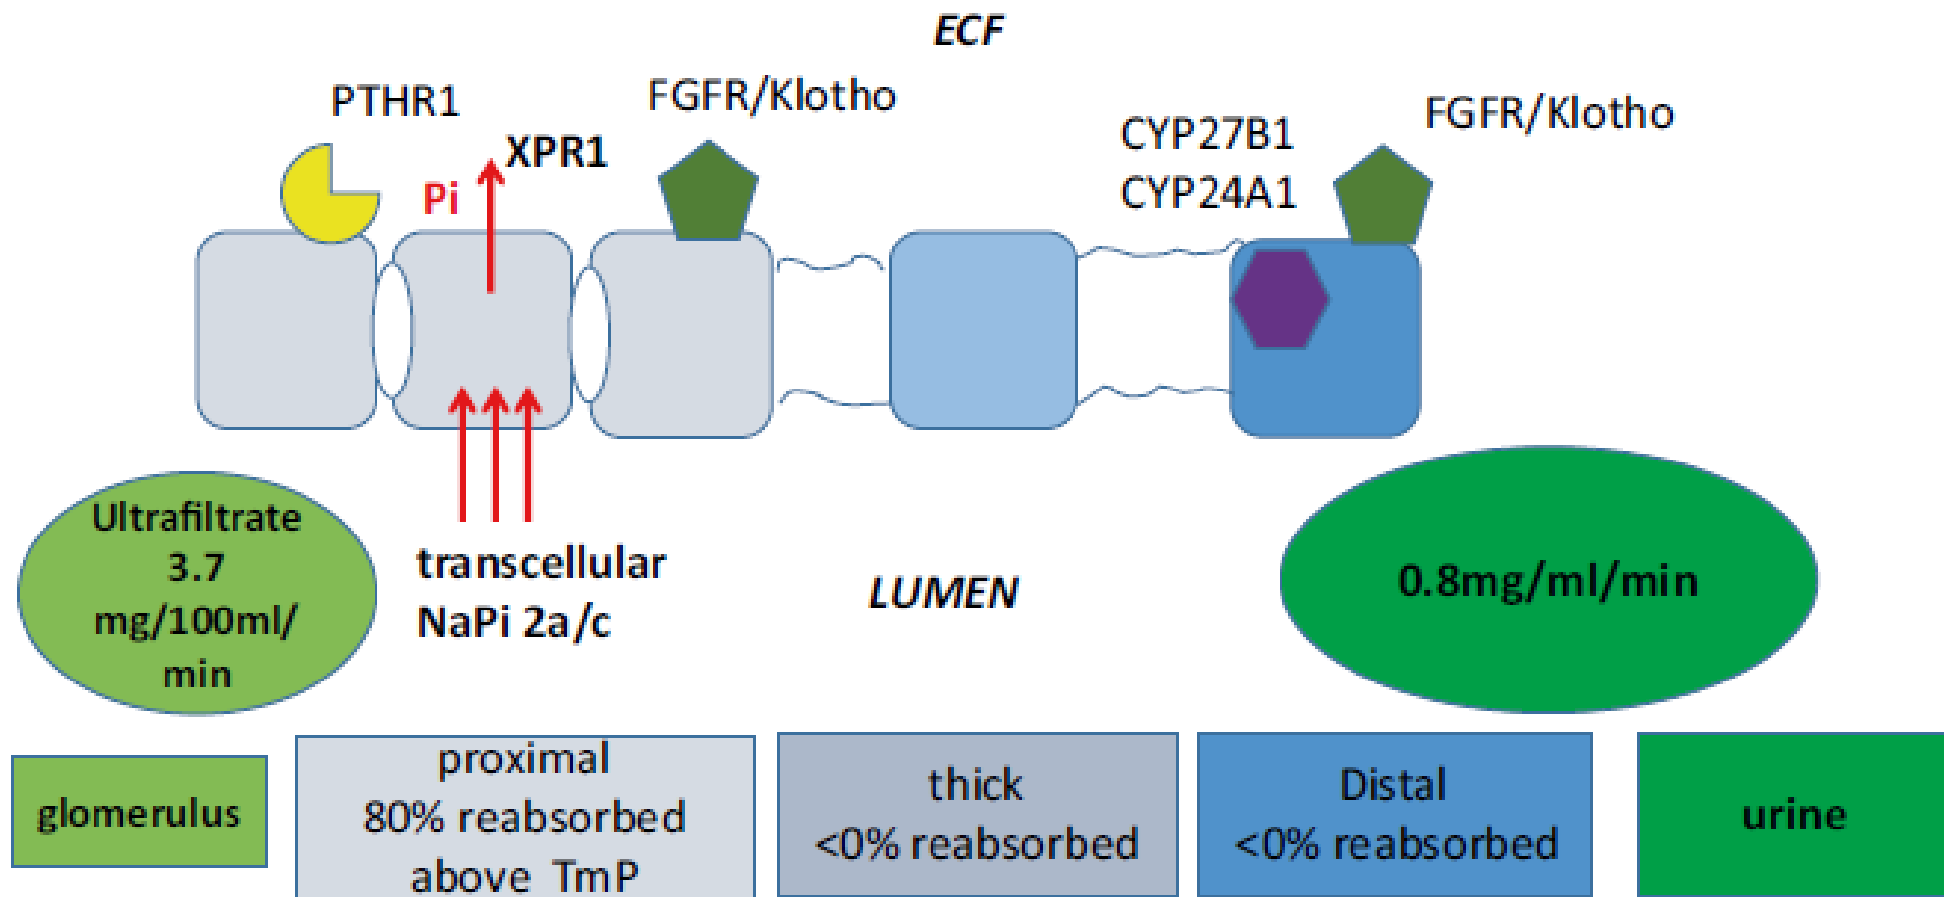 ECF
PTHR1
FGFR/Klotho
XPR1
Pi
CYP27B1
CYP24A1
FGFR/Klotho
Ultrafiltrate
3.7
mg/100ml/
min
transcellular
NaPi 2a/c
LUMEN
0.8mg/ml/min
glomerulus
proximal
80% reabsorbed
above TmP
thick
<0% reabsorbed
Distal
<0% reabsorbed
urine